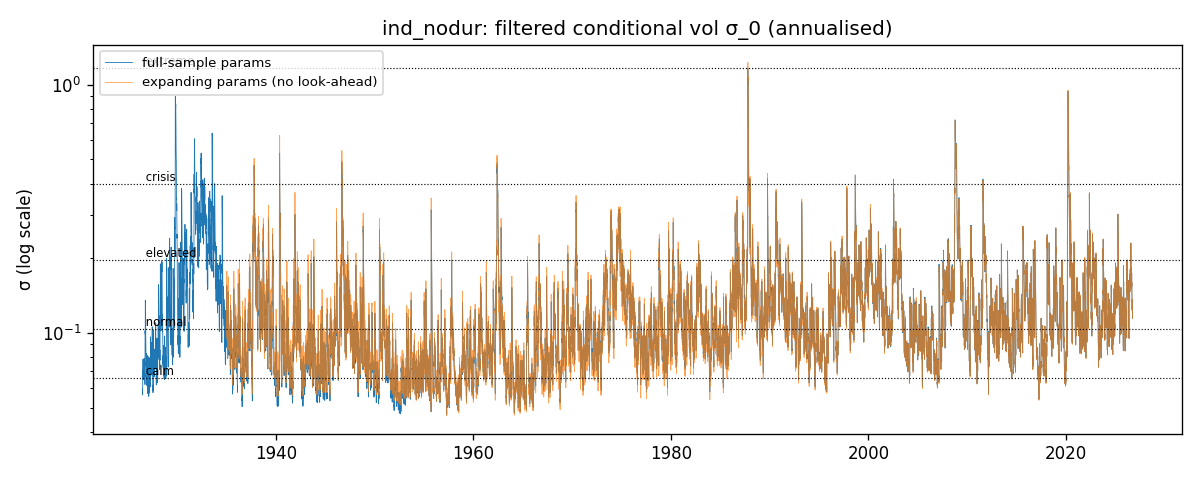 ind_nodur: filtered conditional vol σ_0 (annualised)
full-sample params
expanding params (no look-ahead)
10⁰
crisis
elevated
normal
10⁻¹
calm
σ (log scale)
1940 1960 1980 2000 2020